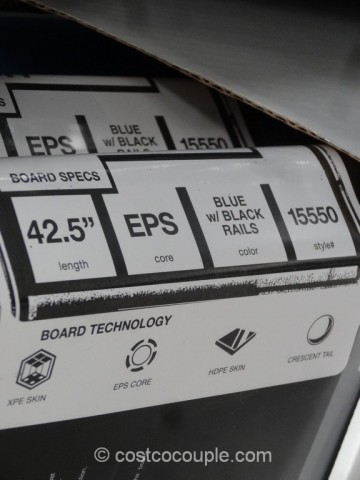 EPS
BLUE
w/ BLACK
RAILS
15550
BOARD SPECS
42.5”
length
EPS
core
BLUE
w/ BLACK
RAILS
color
15550
style#
BOARD TECHNOLOGY
XPE SKIN
EPS CORE
HDPE SKIN
CRESCENT TAIL
© costcocouple.com